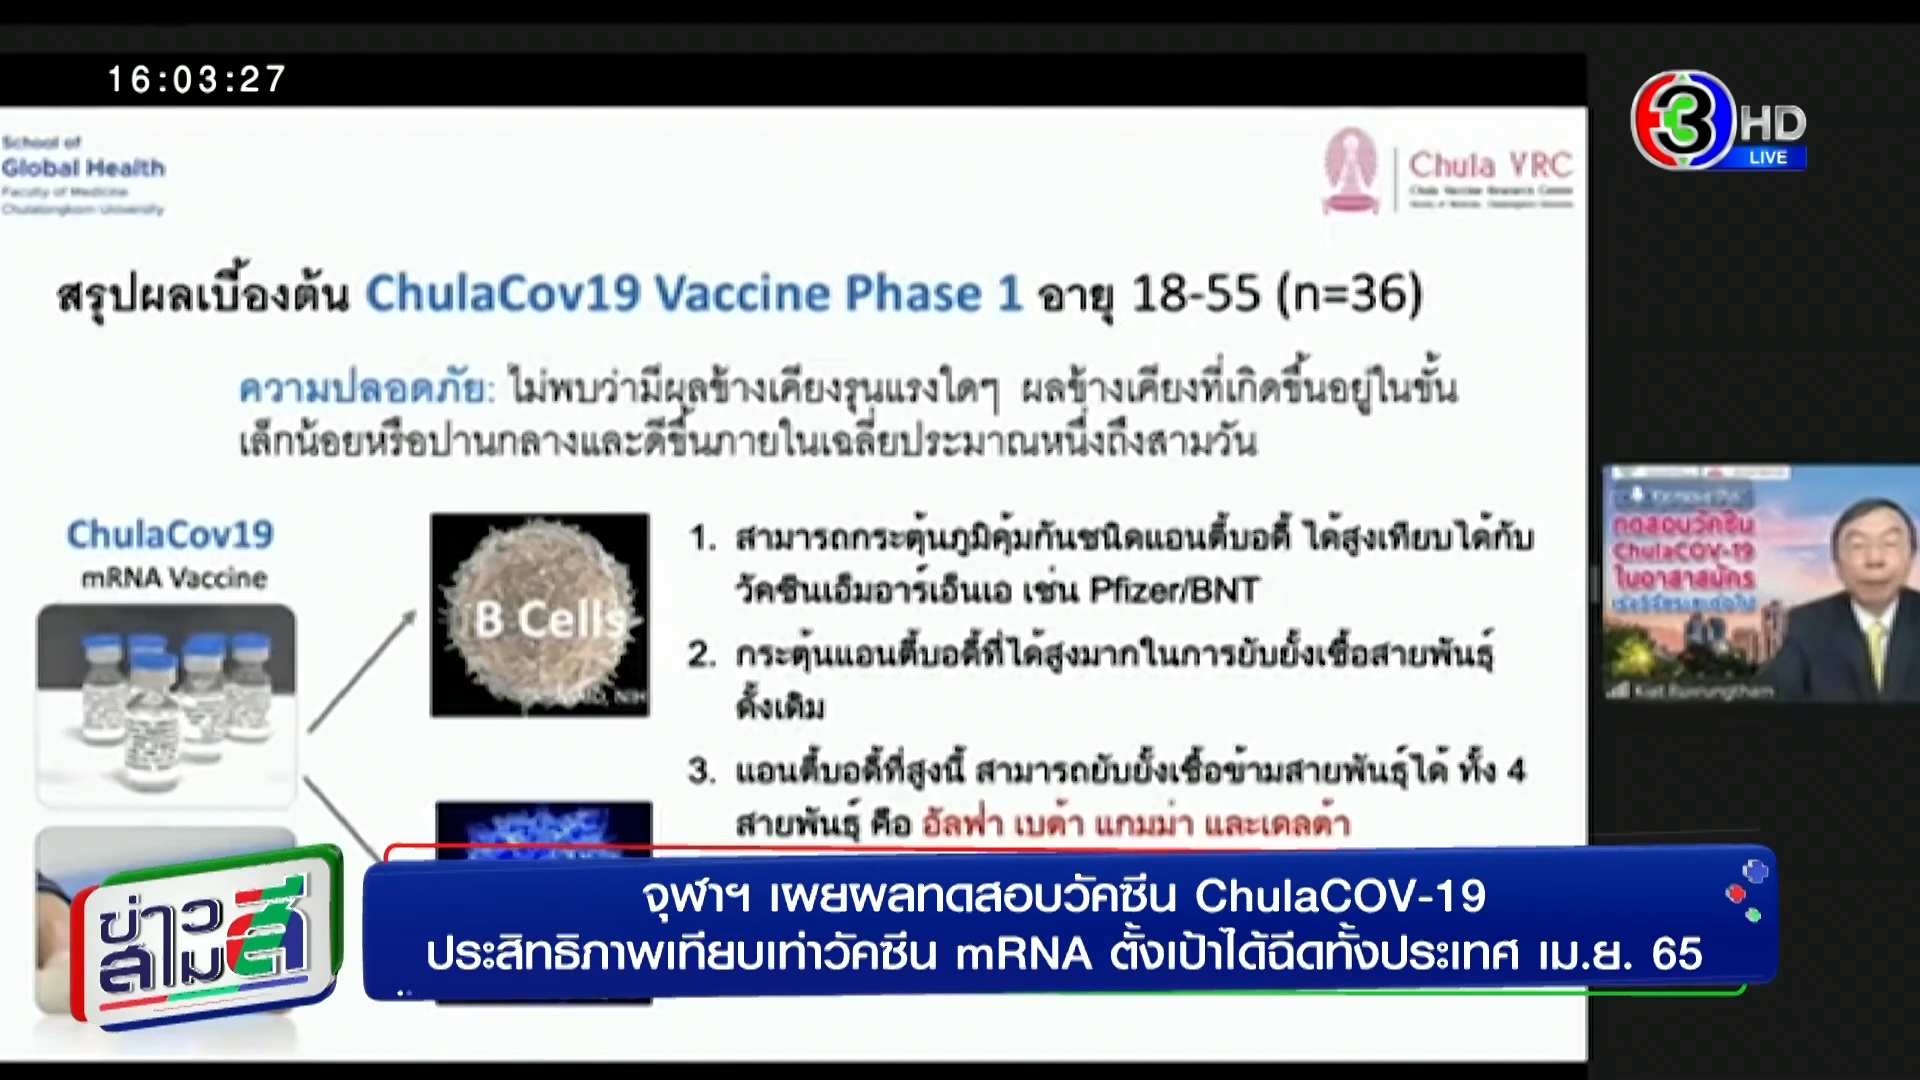 16:03:27
3 HD
LIVE
School of
Global Health
Faculty of Medicine
Chulalongkorn University
Chula VRC
Chula Vaccine Research Center
สรุปผลเบื้องต้น ChulaCov19 Vaccine Phase 1 อายุ 18-55 (n=36)
ความปลอดภัย: ไม่พบว่ามีผลข้างเคียงรุนแรงใดๆ ผลข้างเคียงที่เกิดขึ้นอยู่ในขั้น
เล็กน้อยหรือปานกลางและดีขึ้นภายในเฉลี่ยประมาณหนึ่งถึงสามวัน
ChulaCov19
mRNA Vaccine
B Cells
1. สามารถกระตุ้นภูมิคุ้มกันชนิดแอนตี้บอดี้ ได้สูงเทียบได้กับ
วัคซินเอ็มอาร์เอ็นเอ เช่น Pfizer/BNT
2. กระตุ้นแอนตี้บอดี้ที่ได้สูงมากในการยับยั้งเชื้อสายพันธุ์
ดั้งเดิม
3. แอนตี้บอดี้ที่สูงนี้ สามารถยับยั้งเชื้อข้ามสายพันธุ์ได้ ทั้ง 4
สายพันธุ์ คือ อัลฟา เบต้า แกมม่า และเดลต้า
ทดสอบวัคซีน
ChulaCOV-19
ในอาสาสมัคร
Kiat Ruxrungtham
ข่าวสามสี
จุฬาฯ เผยผลทดสอบวัคซีน ChulaCOV-19
ประสิทธิภาพเทียบเท่าวัคซีน mRNA ตั้งเป้าได้ฉีดทั้งประเทศ เม.ย. 65